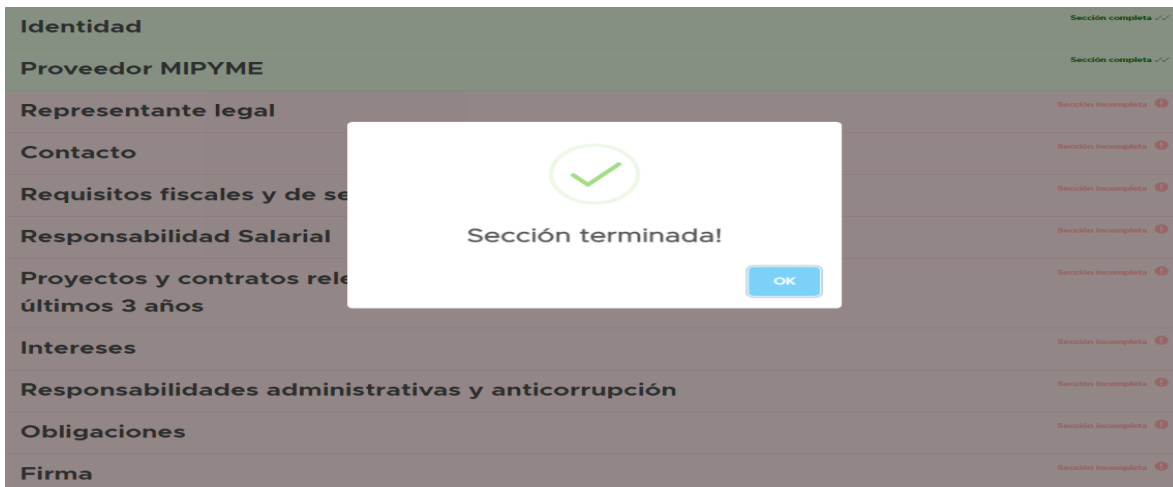 Identidad
Sección completa
Proveedor MIPYME
Sección completa
Representante legal
Sección incompleta
Contacto
Sección incompleta
Requisitos fiscales y de se
Sección incompleta
Responsabilidad Salarial
Sección incompleta
Sección terminada!
OK
Proyectos y contratos rele
últimos 3 años
Sección incompleta
Intereses
Sección incompleta
Responsabilidades administrativas y anticorrupción
Sección incompleta
Obligaciones
Sección incompleta
Firma
Sección incompleta